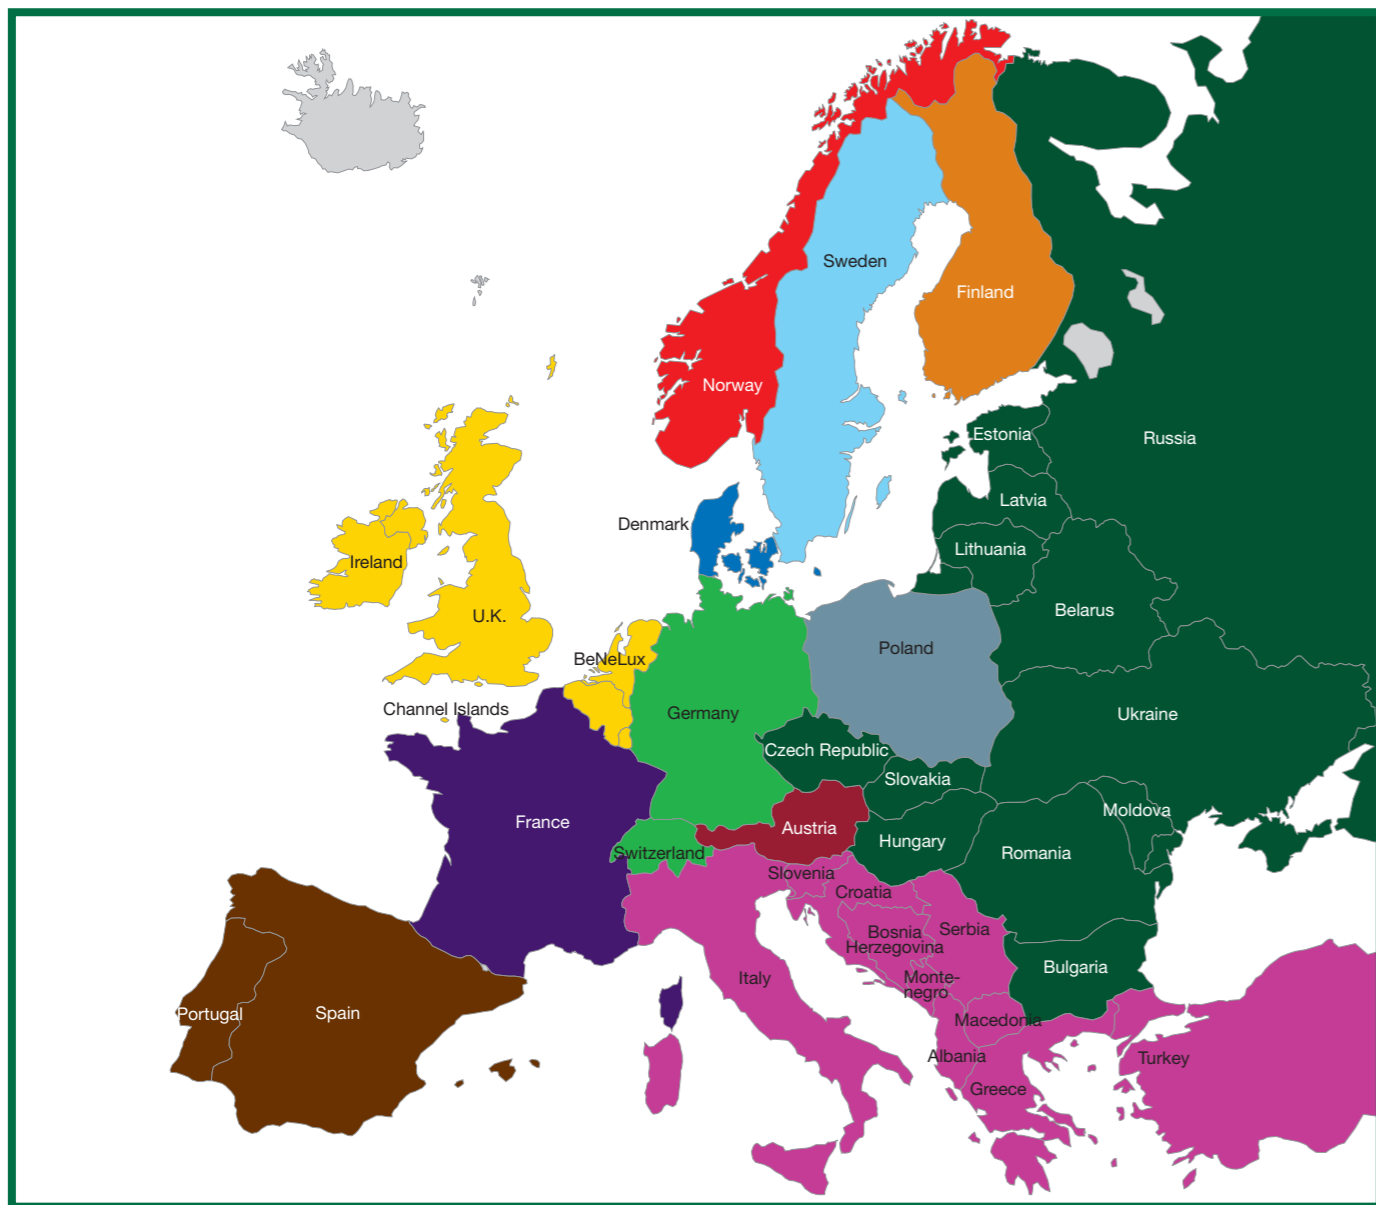 Sweden
Finland
Norway
Estonia
Russia
Latvia
Denmark
Lithuania
Ireland
Belarus
U.K.
Poland
BeNeLux
Channel Islands
Germany
Ukraine
Czech Republic
Slovakia
Moldova
France
Austria
Hungary
Switzerland
Romania
Slovenia
Croatia
Serbia
Bosnia
Herzegovina
Bulgaria
Italy
Monte-
negro
Portugal
Spain
Macedonia
Albania
Turkey
Greece